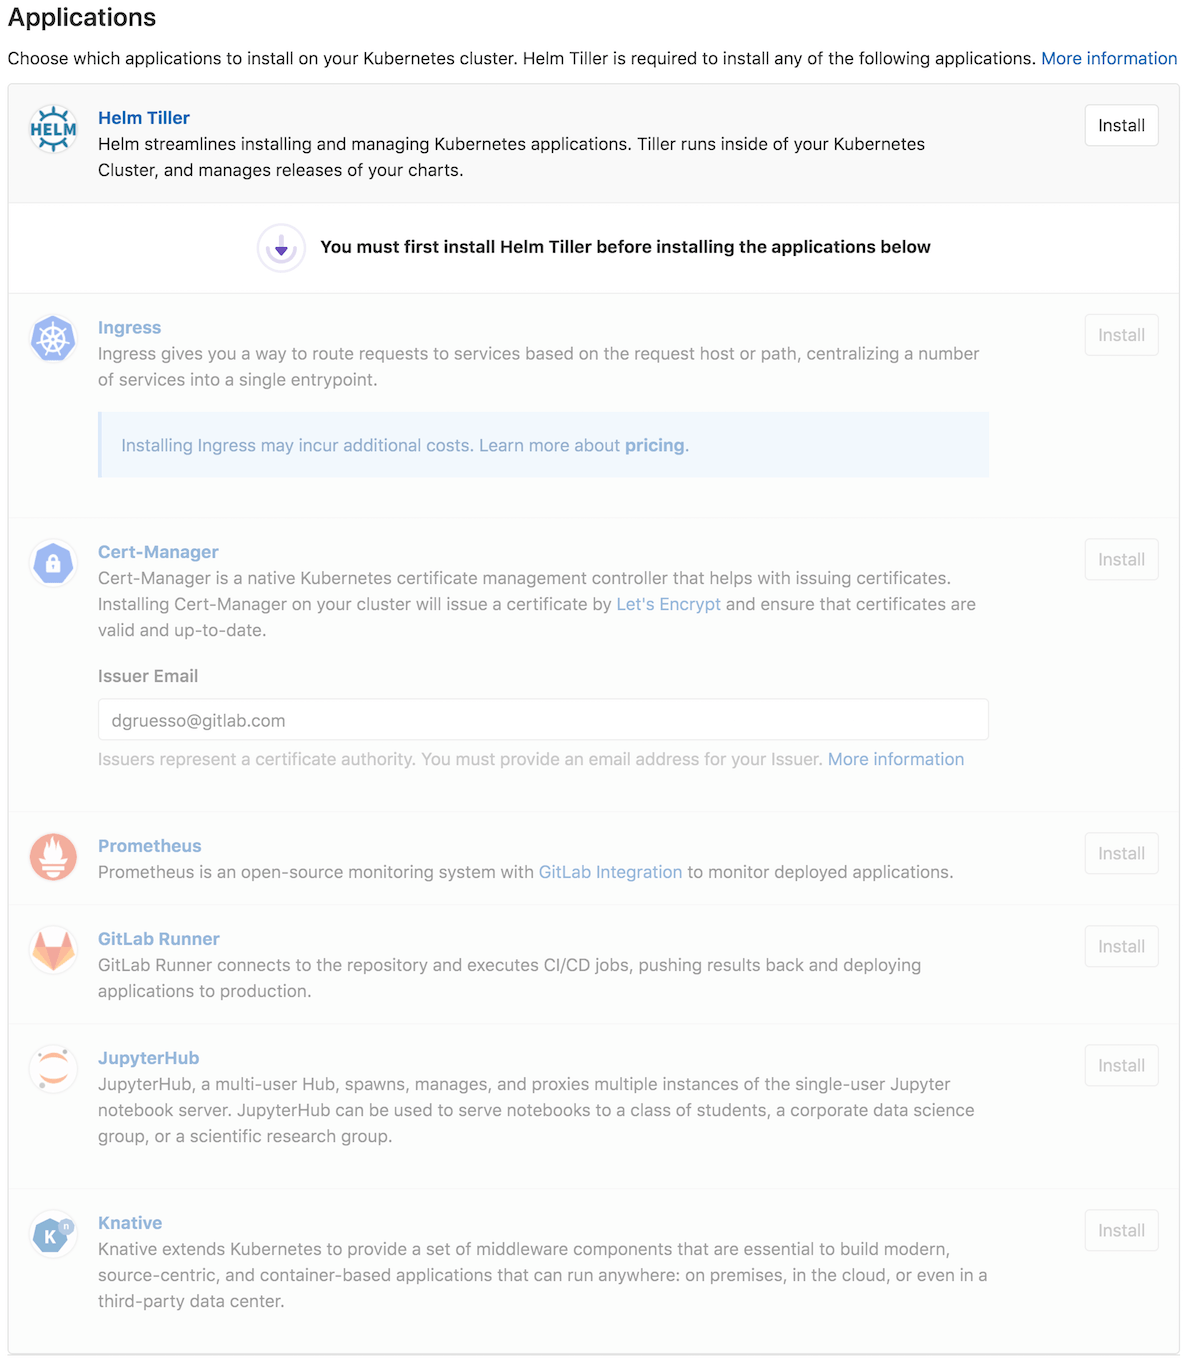 Applications
Choose which applications to install on your Kubernetes cluster. Helm Tiller is required to install any of the following applications. More information
HELM
Helm Tiller
Install
Helm streamlines installing and managing Kubernetes applications. Tiller runs inside of your Kubernetes
Cluster, and manages releases of your charts.
You must first install Helm Tiller before installing the applications below
Ingress
Install
Ingress gives you a way to route requests to services based on the request host or path, centralizing a number
of services into a single entrypoint.
Installing Ingress may incur additional costs. Learn more about pricing.
Cert-Manager
Install
Cert-Manager is a native Kubernetes certificate management controller that helps with issuing certificates.
Installing Cert-Manager on your cluster will issue a certificate by Let's Encrypt and ensure that certificates are
valid and up-to-date.
Issuer Email
dgruesso@gitlab.com
Issuers represent a certificate authority. You must provide an email address for your Issuer. More information
Prometheus
Install
Prometheus is an open-source monitoring system with GitLab Integration to monitor deployed applications.
GitLab Runner
Install
GitLab Runner connects to the repository and executes CI/CD jobs, pushing results back and deploying
applications to production.
JupyterHub
Install
JupyterHub, a multi-user Hub, spawns, manages, and proxies multiple instances of the single-user Jupyter
notebook server. JupyterHub can be used to serve notebooks to a class of students, a corporate data science
group, or a scientific research group.
K n
Knative
Install
Knative extends Kubernetes to provide a set of middleware components that are essential to build modern,
source-centric, and container-based applications that can run anywhere: on premises, in the cloud, or even in a
third-party data center.